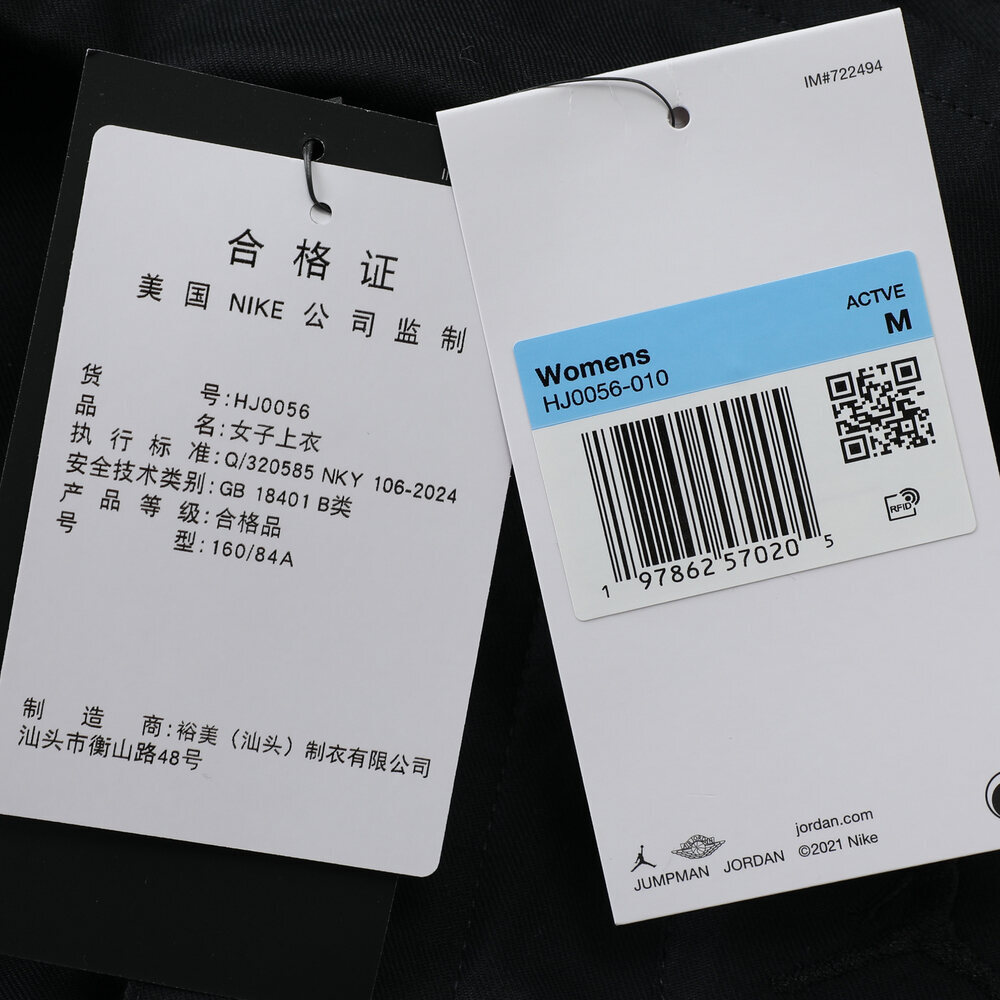 合格证
美国NIKE公司监制
货号:HJ0056
品名:女子上衣
执行标准:Q/320585 NKY 106-2024
安全技术类别:GB 18401 B类
产品等级:合格品
号型:160/84A
制造商:裕美（汕头）制衣有限公司
汕头市衡山路48号
IM#722494
ACTVE
Womens M
HJ0056-010
RFID
1 97862 57020 5
jordan.com
JUMPMAN JORDAN ©2021 Nike